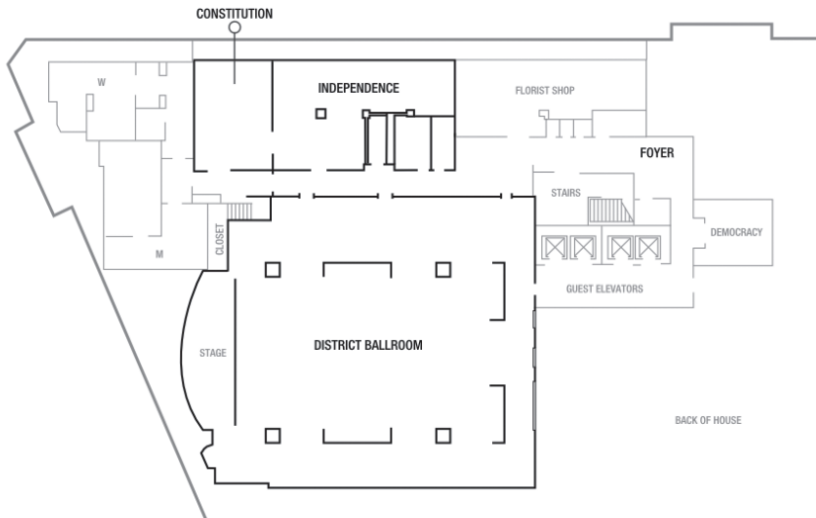 CONSTITUTION
W
INDEPENDENCE
FLORIST SHOP
FOYER
STAIRS
CLOSET
DEMOCRACY
M
GUEST ELEVATORS
STAGE
DISTRICT BALLROOM
BACK OF HOUSE